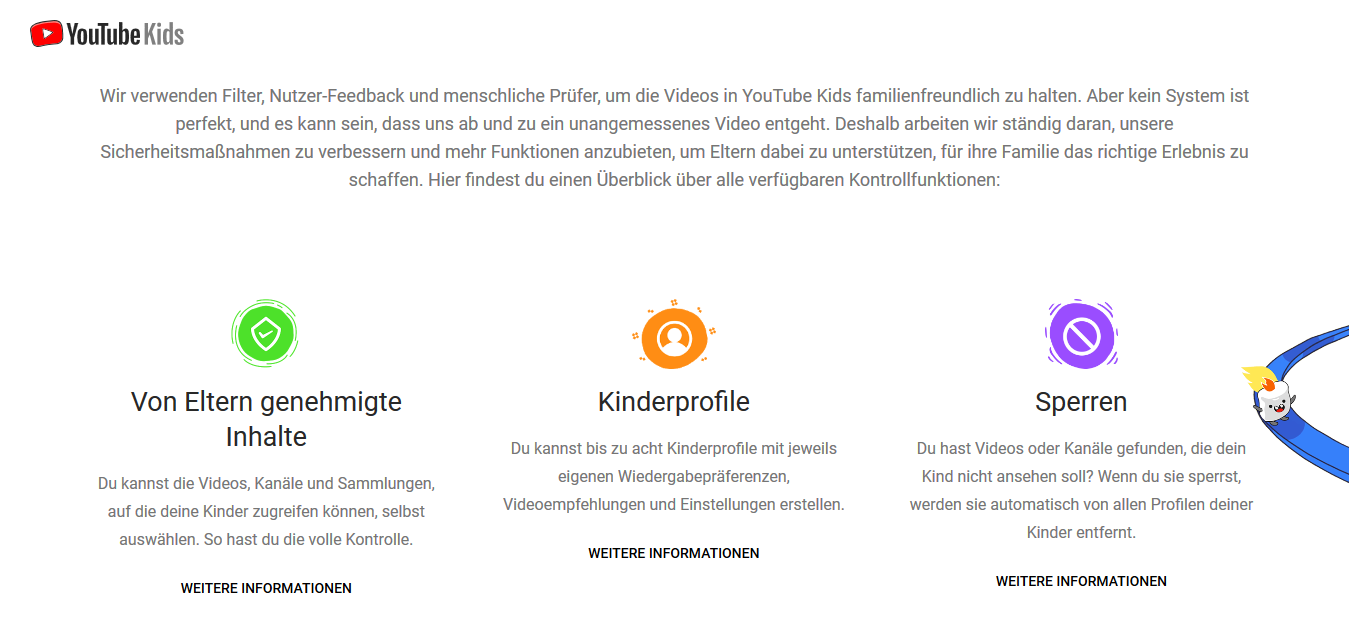 YouTube Kids
Wir verwenden Filter, Nutzer-Feedback und menschliche Prüfer, um die Videos in YouTube Kids familienfreundlich zu halten. Aber kein System ist
perfekt, und es kann sein, dass uns ab und zu ein unangemessenes Video entgeht. Deshalb arbeiten wir ständig daran, unsere
Sicherheitsmaßnahmen zu verbessern und mehr Funktionen anzubieten, um Eltern dabei zu unterstützen, für ihre Familie das richtige Erlebnis zu
schaffen. Hier findest du einen Überblick über alle verfügbaren Kontrollfunktionen:
Von Eltern genehmigte
Inhalte
Du kannst die Videos, Kanäle und Sammlungen,
auf die deine Kinder zugreifen können, selbst
auswählen. So hast du die volle Kontrolle.
WEITERE INFORMATIONEN
Kinderprofile
Du kannst bis zu acht Kinderprofile mit jeweils
eigenen Wiedergabepräferenzen,
Videoempfehlungen und Einstellungen erstellen.
WEITERE INFORMATIONEN
Sperren
Du hast Videos oder Kanäle gefunden, die dein
Kind nicht ansehen soll? Wenn du sie sperrst,
werden sie automatisch von allen Profilen deiner
Kinder entfernt.
WEITERE INFORMATIONEN